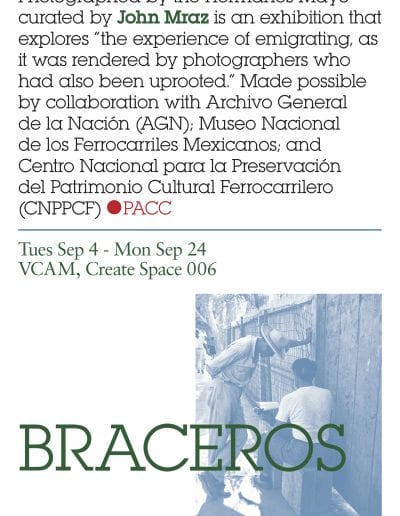 Photographed by the Hermanos Mayo
curated by John Mraz is an exhibition that
explores “the experience of emigrating, as
it was rendered by photographers who
had also been uprooted.” Made possible
by collaboration with Archivo General
de la Nación (AGN); Museo Nacional
de los Ferrocarriles Mexicanos; and
Centro Nacional para la Preservación
del Patrimonio Cultural Ferrocarrilero
(CNPPCF) ●PACC
Tues Sep 4 - Mon Sep 24
VCAM, Create Space 006
BRACEROS